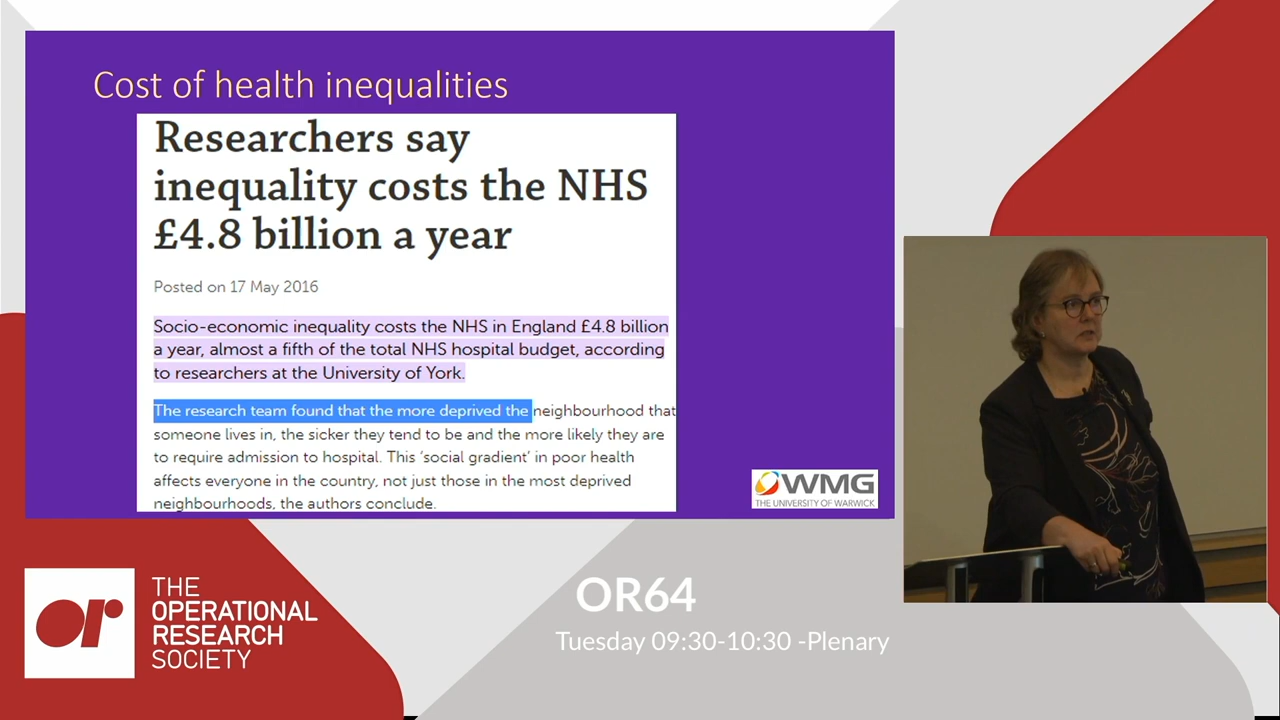 Cost of health inequalities
Researchers say
inequality costs the NHS
£4.8 billion a year
Posted on 17 May 2016
Socio-economic inequality costs the NHS in England £4.8 billion
a year, almost a fifth of the total NHS hospital budget, according
to researchers at the University of York.
The research team found that the more deprived the neighbourhood that
someone lives in, the sicker they tend to be and the more likely they are
to require admission to hospital. This ‘social gradient’ in poor health
affects everyone in the country, not just those in the most deprived
neighbourhoods, the authors conclude.
WMG
THE UNIVERSITY OF WARWICK
or
THE
OPERATIONAL
RESEARCH
SOCIETY
OR64
Tuesday 09:30-10:30 -Plenary